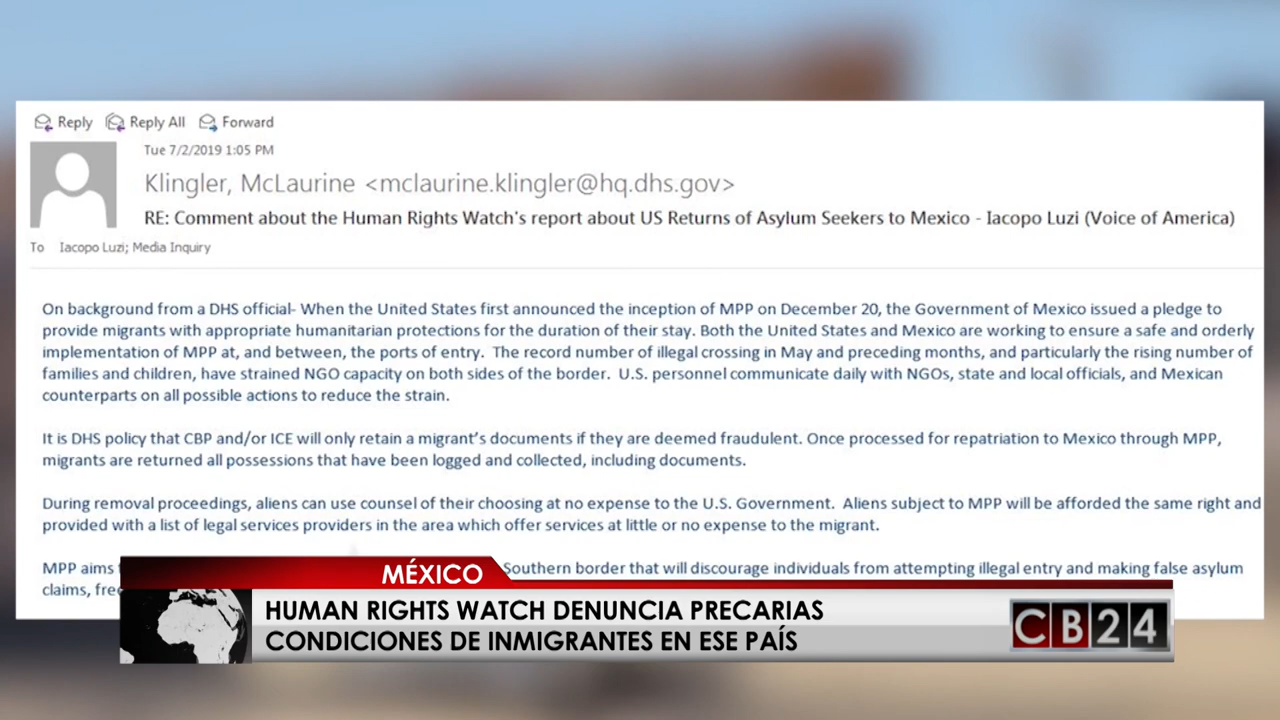 Reply Reply All Forward
Tue 7/2/2019 1:05 PM
Klingler, McLaurine <mclaurine.klingler@hq.dhs.gov>
RE: Comment about the Human Rights Watch's report about US Returns of Asylum Seekers to Mexico - Iacopo Luzi (Voice of America)
To Iacopo Luzi; Media Inquiry
On background from a DHS official- When the United States first announced the inception of MPP on December 20, the Government of Mexico issued a pledge to
provide migrants with appropriate humanitarian protections for the duration of their stay. Both the United States and Mexico are working to ensure a safe and orderly
implementation of MPP at, and between, the ports of entry. The record number of illegal crossing in May and preceding months, and particularly the rising number of
families and children, have strained NGO capacity on both sides of the border. U.S. personnel communicate daily with NGOs, state and local officials, and Mexican
counterparts on all possible actions to reduce the strain.
It is DHS policy that CBP and/or ICE will only retain a migrant's documents if they are deemed fraudulent. Once processed for repatriation to Mexico through MPP,
migrants are returned all possessions that have been logged and collected, including documents.
During removal proceedings, aliens can use counsel of their choosing at no expense to the U.S. Government. Aliens subject to MPP will be afforded the same right and
provided with a list of legal services providers in the area which offer services at little or no expense to the migrant.
MPP aims Southern border that will discourage individuals from attempting illegal entry and making false asylum
claims,
MÉXICO
HUMAN RIGHTS WATCH DENUNCIA PRECARIAS
CONDICIONES DE INMIGRANTES EN ESE PAÍS
CB24